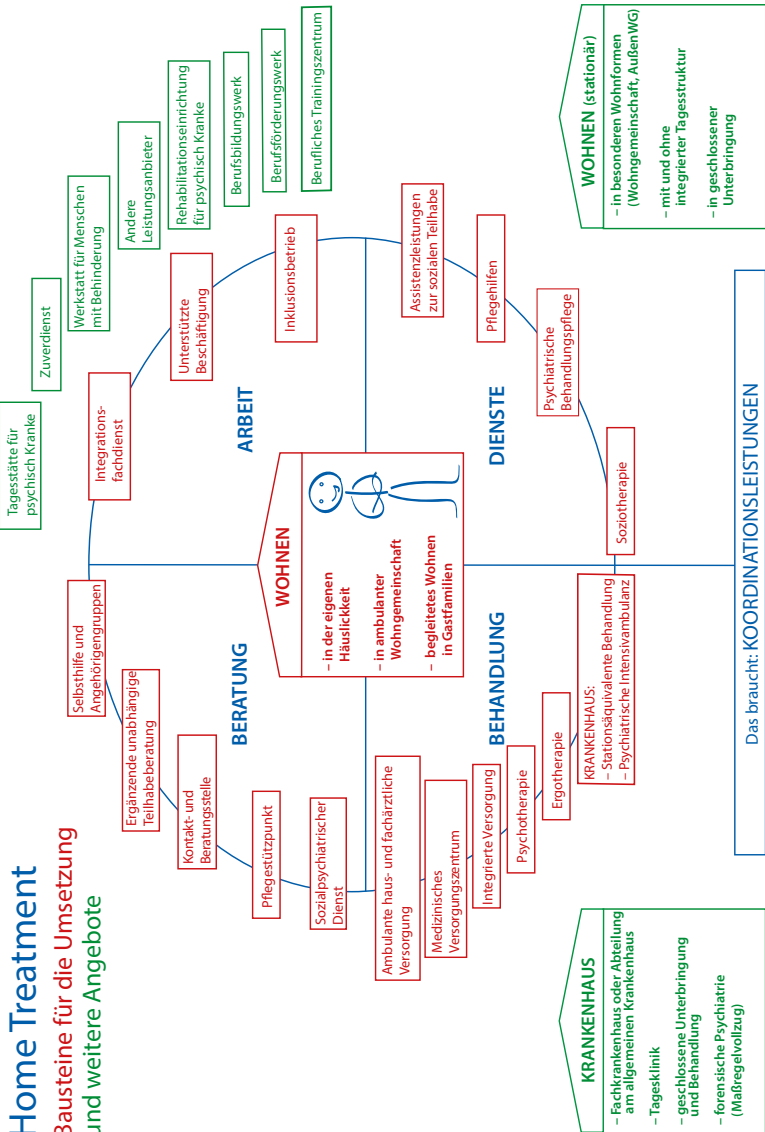 Home Treatment
Bausteine für die Umsetzung
und weitere Angebote
Tagesstätte für
psychisch Kranke
Zuverdienst
Werkstatt für Menschen
mit Behinderung
Andere
Leistungsanbieter
Rehabilitationseinrichtung
für psychisch Kranke
Berufsbildungswerk
Berufsförderungswerk
Berufliches Trainingszentrum
Selbsthilfe und
Angehörigengruppen
Ergänzende unabhängige
Teilhabeberatung
Kontakt- und
Beratungsstelle
Pflegestützpunkt
Sozialpsychiatrischer
Dienst
BERATUNG
Integrations-
fachdienst
Unterstützte
Beschäftigung
Inklusionsbetrieb
ARBEIT
WOHNEN
– in der eigenen
Häuslickkeit
– in ambulanter
Wohngemeinschaft
– begleitetes Wohnen
in Gastfamilien
BEHANDLUNG
Ambulante haus- und fachärztliche
Versorgung
Medizinisches
Versorgungszentrum
Integrierte Versorgung
Psychotherapie
Ergotherapie
KRANKENHAUS:
– Stationsäquivalente Behandlung
– Psychiatrische Intensivambulanz
DIENSTE
Assistenzleistungen
zur sozialen Teilhabe
Pflegehilfen
Psychiatrische
Behandlungspflege
Soziotherapie
KRANKENHAUS
– Fachkrankenhaus oder Abteilung
am allgemeinen Krankenhaus
– Tagesklinik
– geschlossene Unterbringung
und Behandlung
– forensische Psychiatrie
(Maßregelvollzug)
Das braucht: KOORDINATIONSLEISTUNGEN
WOHNEN (stationär)
– in besonderen Wohnformen
(Wohngemeinschaft, AußenWG)
– mit und ohne
integrierter Tagesstruktur
– in geschlossener
Unterbringung